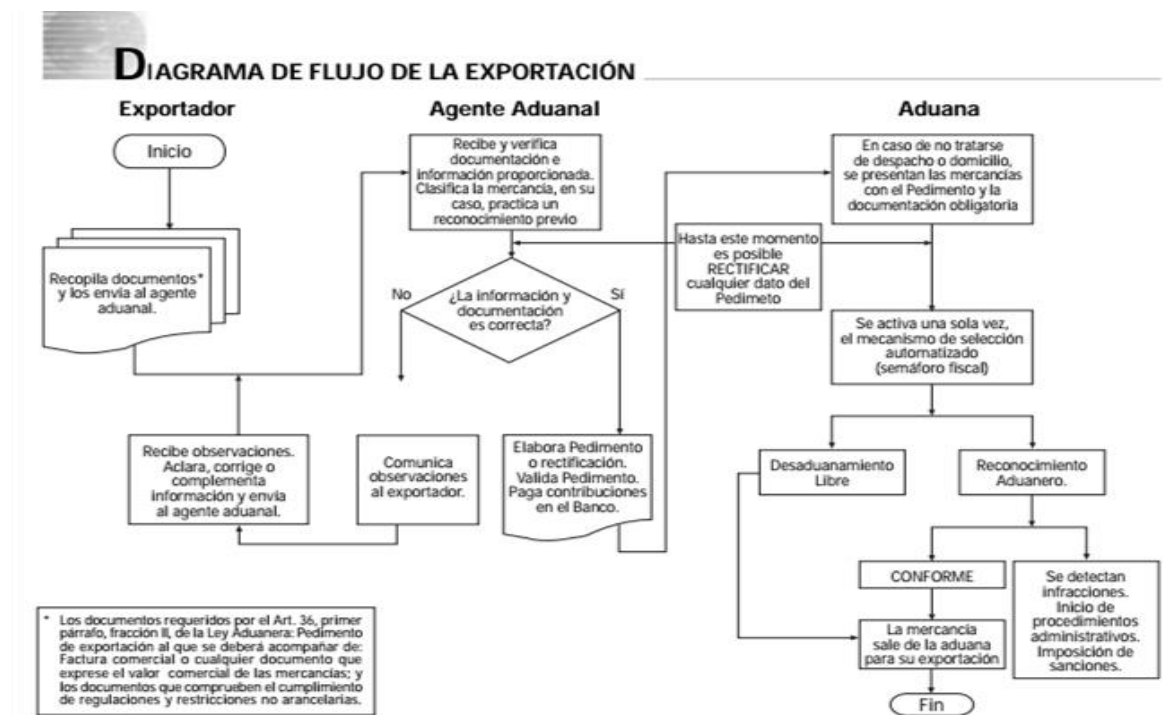 DIAGRAMA DE FLUJO DE LA EXPORTACIÓN
Exportador
Agente Aduanal
Aduana
Inicio
Recopila documentos*
y los envía al agente
aduanal.
Recibe y verifica
documentación e
información proporcionada.
Clasifica la mercancía, en su
caso, practica un
reconocimiento previo
En caso de no tratarse
de despacho o domicilio,
se presentan las mercancías
con el Pedimento y la
documentación obligatoria
Hasta este momento
es posible
RECTIFICAR
cualquier dato del
Pedimeto
No
¿La información y
documentación
es correcta?
Sí
Se activa una sola vez,
el mecanismo de selección
automatizado
(semáforo fiscal)
Recibe observaciones.
Aclara, corrige o
complementa
información y envía
al agente aduanal.
Comunica
observaciones
al exportador.
Elabora Pedimento
o rectificación.
Valida Pedimento.
Paga contribuciones
en el Banco.
Desaduanamiento
Libre
Reconocimiento
Aduanero.
CONFORME
Se detectan
infracciones.
Inicio de
procedimientos
administrativos.
Imposición de
sanciones.
La mercancía
sale de la aduana
para su exportación
Fin
* Los documentos requeridos por el Art. 36, primer
párrafo, fracción II, de la Ley Aduanera: Pedimento
de exportación al que se deberá acompañar de:
Factura comercial o cualquier documento que
exprese el valor comercial de las mercancías; y
los documentos que comprueben el cumplimiento
de regulaciones y restricciones no arancelarias.